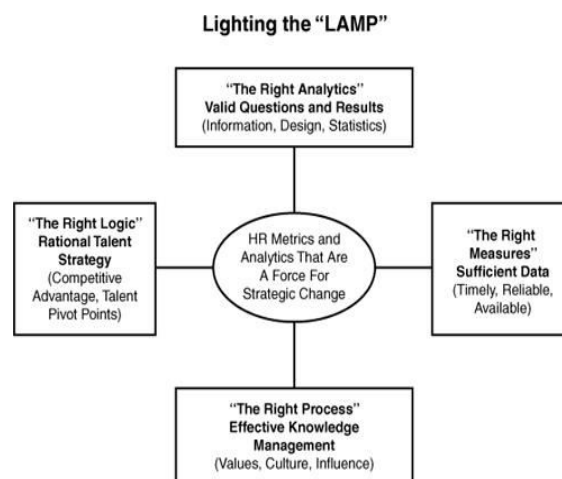 Lighting the “LAMP”
“The Right Analytics”
Valid Questions and Results
(Information, Design, Statistics)
“The Right Logic”
Rational Talent
Strategy
(Competitive
Advantage, Talent
Pivot Points)
HR Metrics and
Analytics That Are
A Force For
Strategic Change
“The Right
Measures”
Sufficient Data
(Timely, Reliable,
Available)
“The Right Process”
Effective Knowledge
Management
(Values, Culture, Influence)